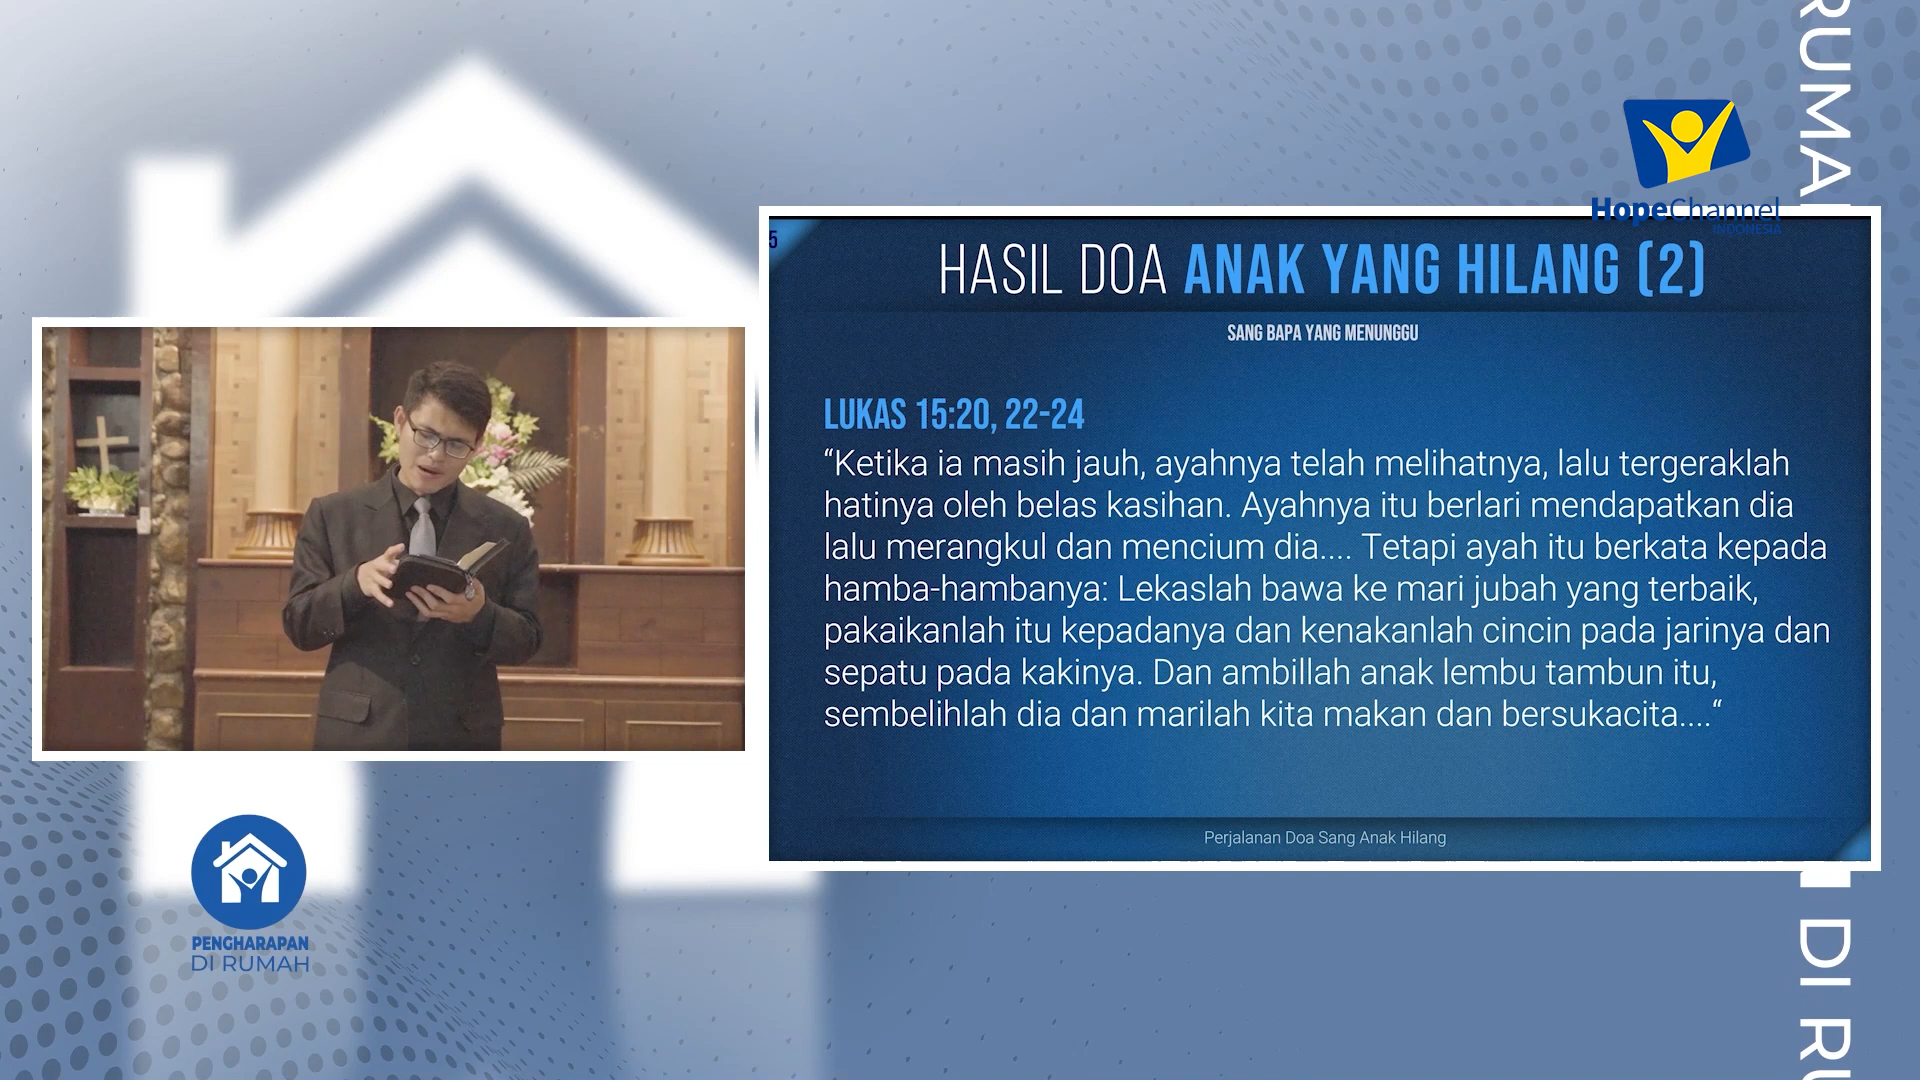 RUMAH
HopeChannel
INDONESIA
5
HASIL DOA ANAK YANG HILANG (2)
SANG BAPA YANG MENUNGGU
LUKAS 15:20, 22-24
“Ketika ia masih jauh, ayahnya telah melihatnya, lalu tergeraklah
hatinya oleh belas kasihan. Ayahnya itu berlari mendapatkan dia
lalu merangkul dan mencium dia.... Tetapi ayah itu berkata kepada
hamba-hambanya: Lekaslah bawa ke mari jubah yang terbaik,
pakaikanlah itu kepadanya dan kenakanlah cincin pada jarinya dan
sepatu pada kakinya. Dan ambillah anak lembu tambun itu,
sembelihlah dia dan marilah kita makan dan bersukacita....“
Perjalanan Doa Sang Anak Hilang
PENGHARAPAN
DI RUMAH
DI RU